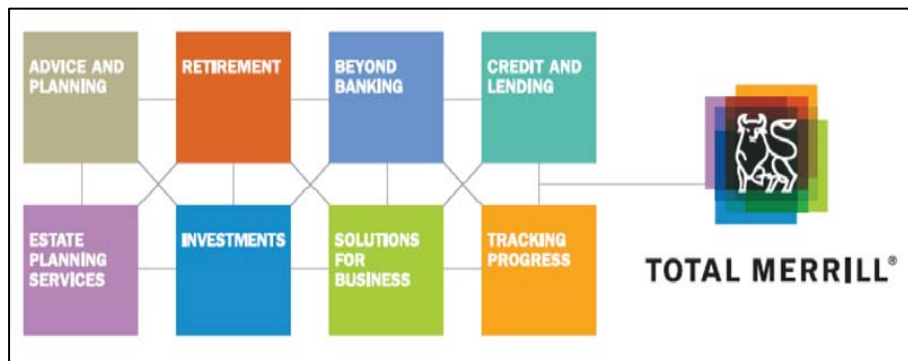 ADVICE AND
PLANNING
RETIREMENT
BEYOND
BANKING
CREDIT AND
LENDING
ESTATE
PLANNING
SERVICES
INVESTMENTS
SOLUTIONS
FOR
BUSINESS
TRACKING
PROGRESS
TOTAL MERRILL®